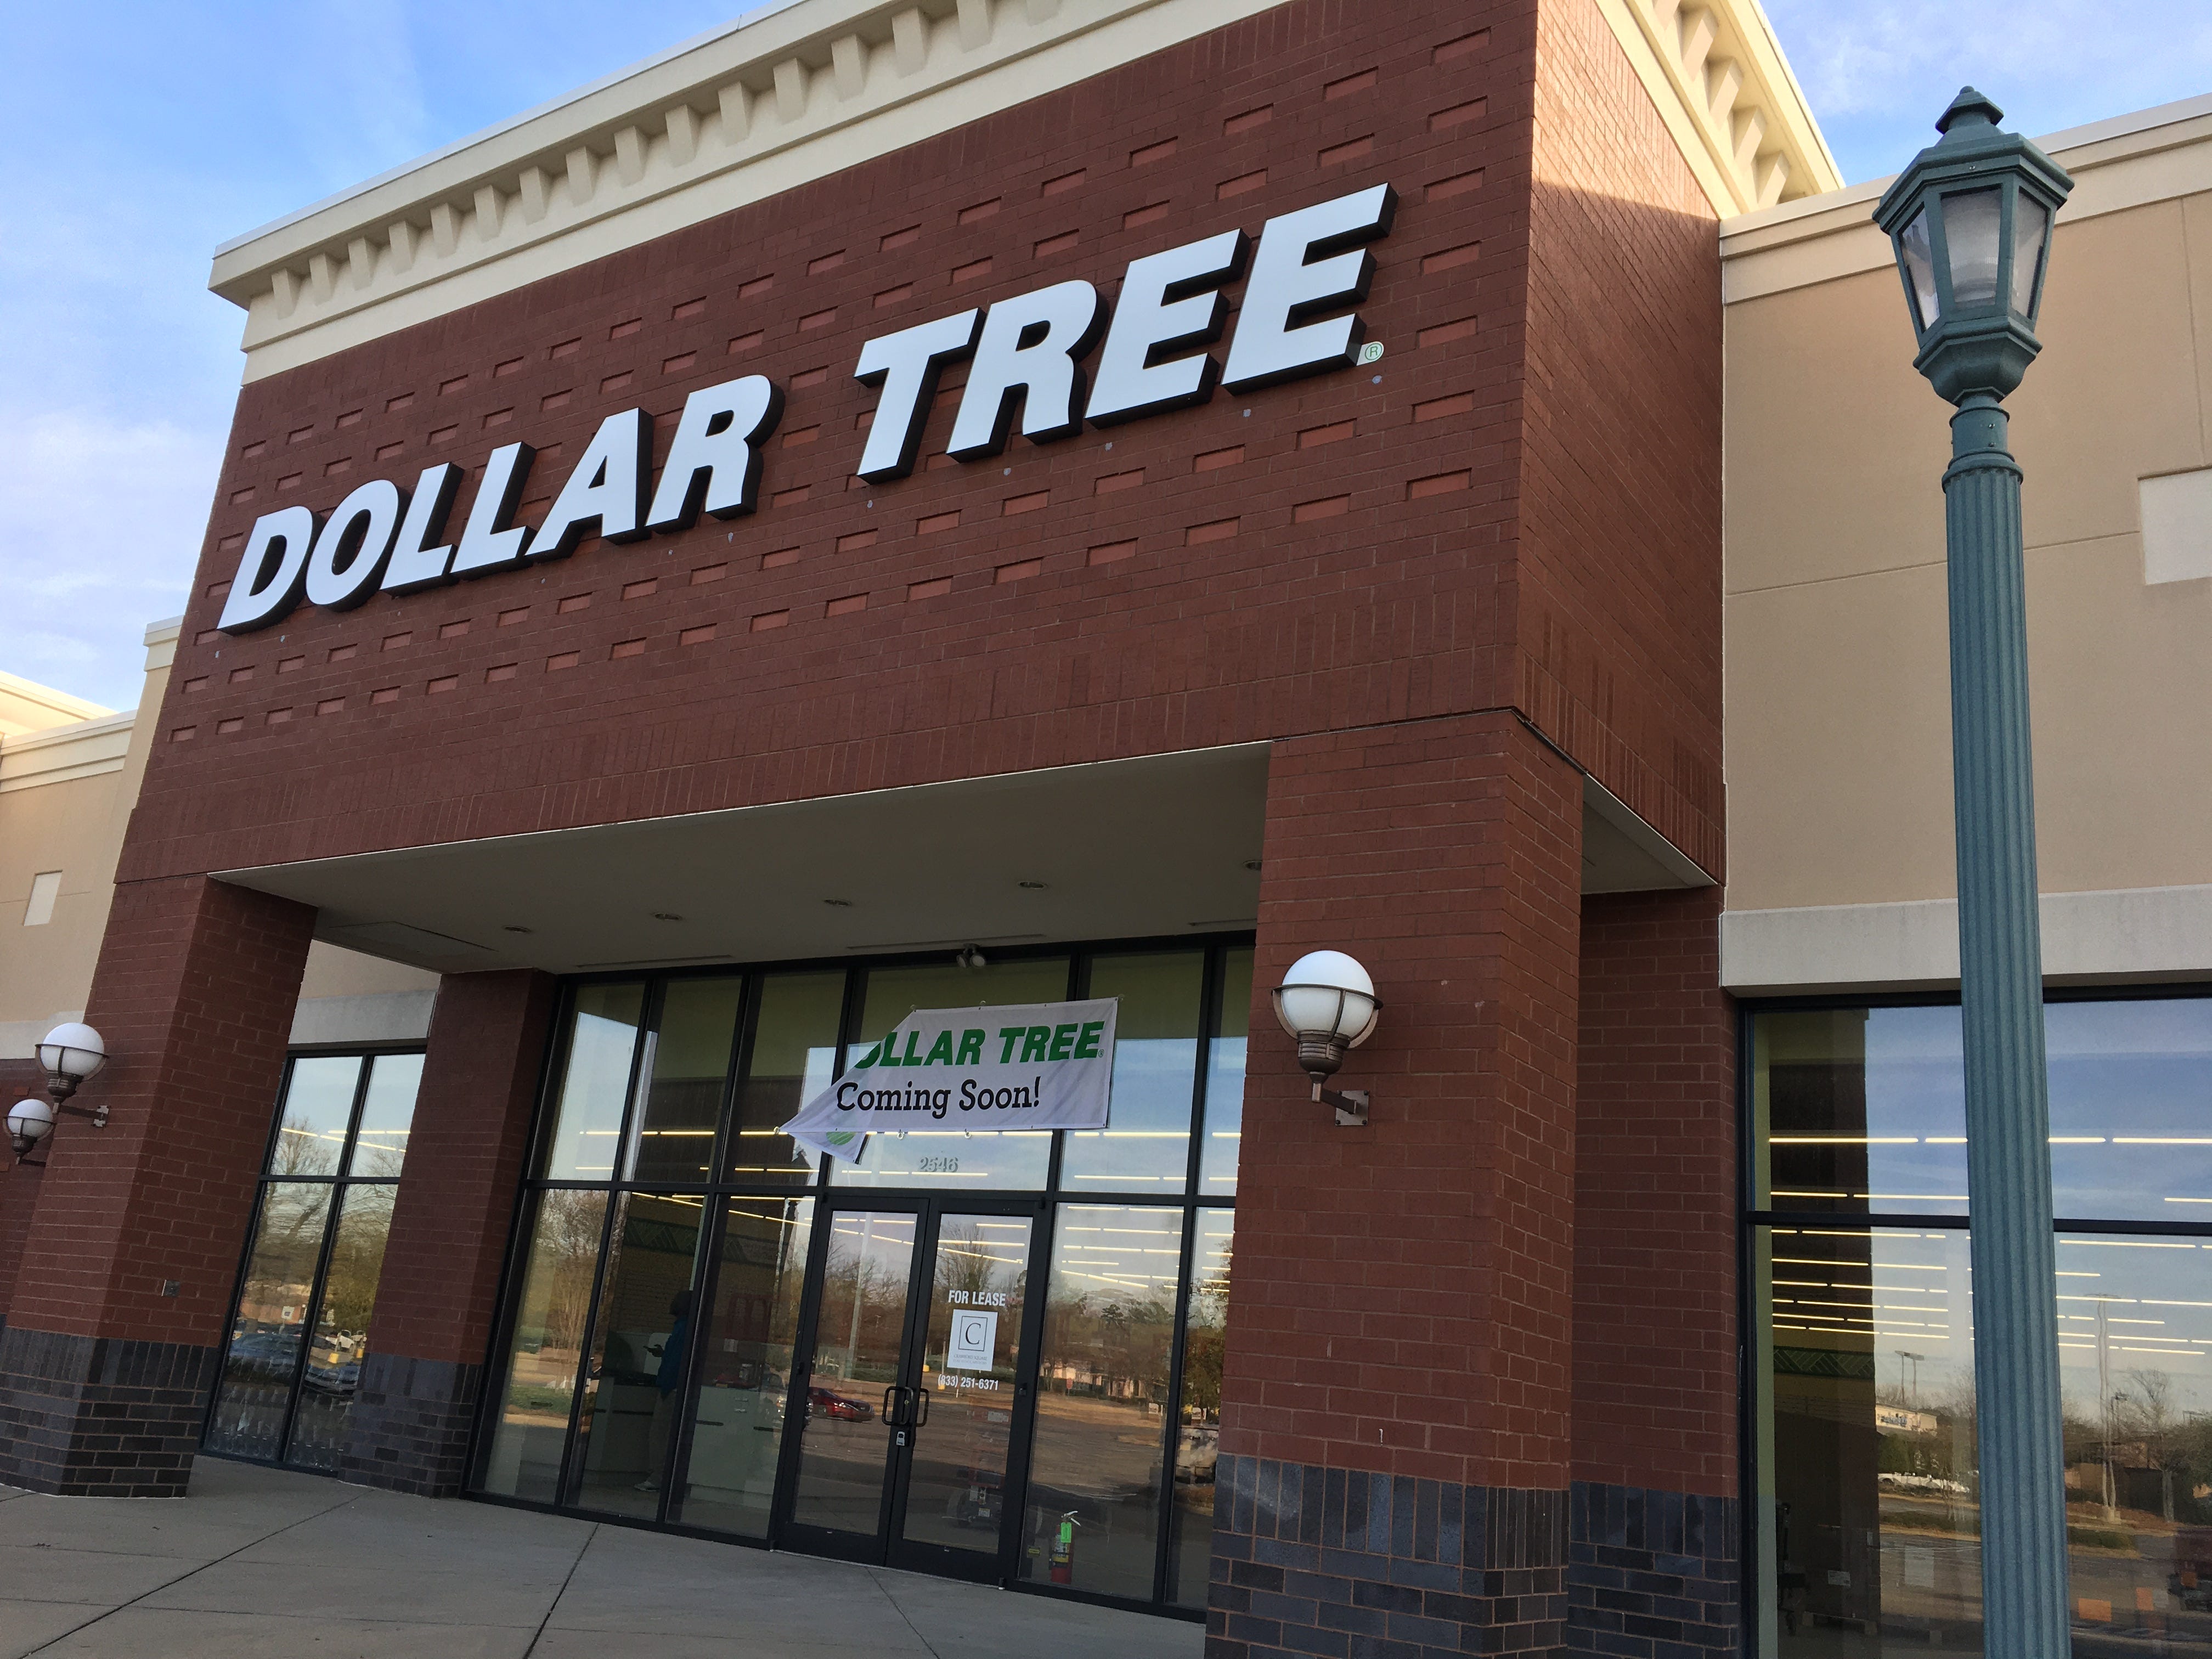 DOLLAR TREE®
OLLAR TREE®
Coming Soon!
2546
FOR LEASE
C
(833) 251-6371